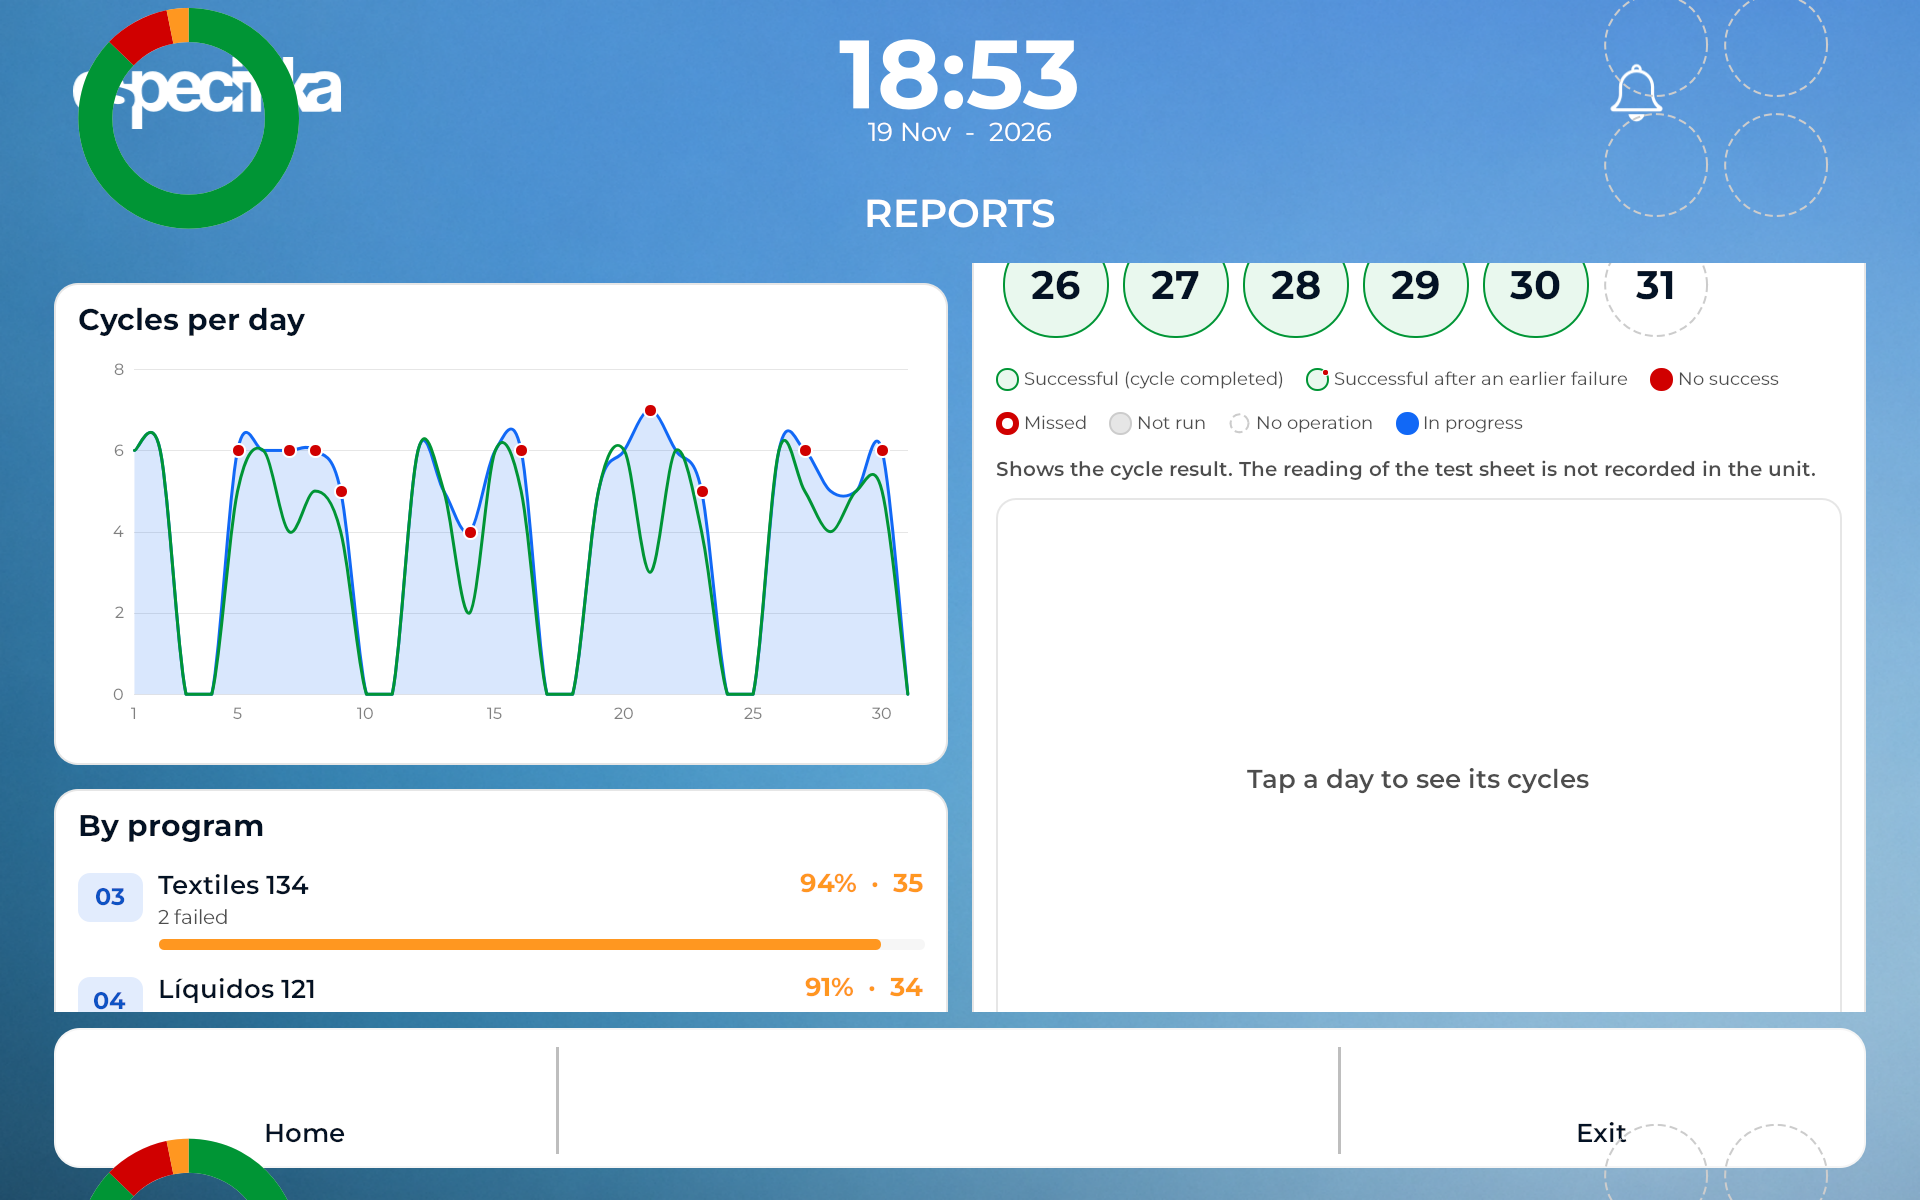 18:53
19 Nov - 2026
REPORTS
Cycles per day
8
6
4
2
0
1 5 10 15 20 25 30
By program
03 Textiles 134 94% · 35
2 failed
04 Líquidos 121 91% · 34
26 27 28 29 30 31
Successful (cycle completed) Successful after an earlier failure No success
Missed Not run No operation In progress
Shows the cycle result. The reading of the test sheet is not recorded in the unit.
Tap a day to see its cycles
Home Exit